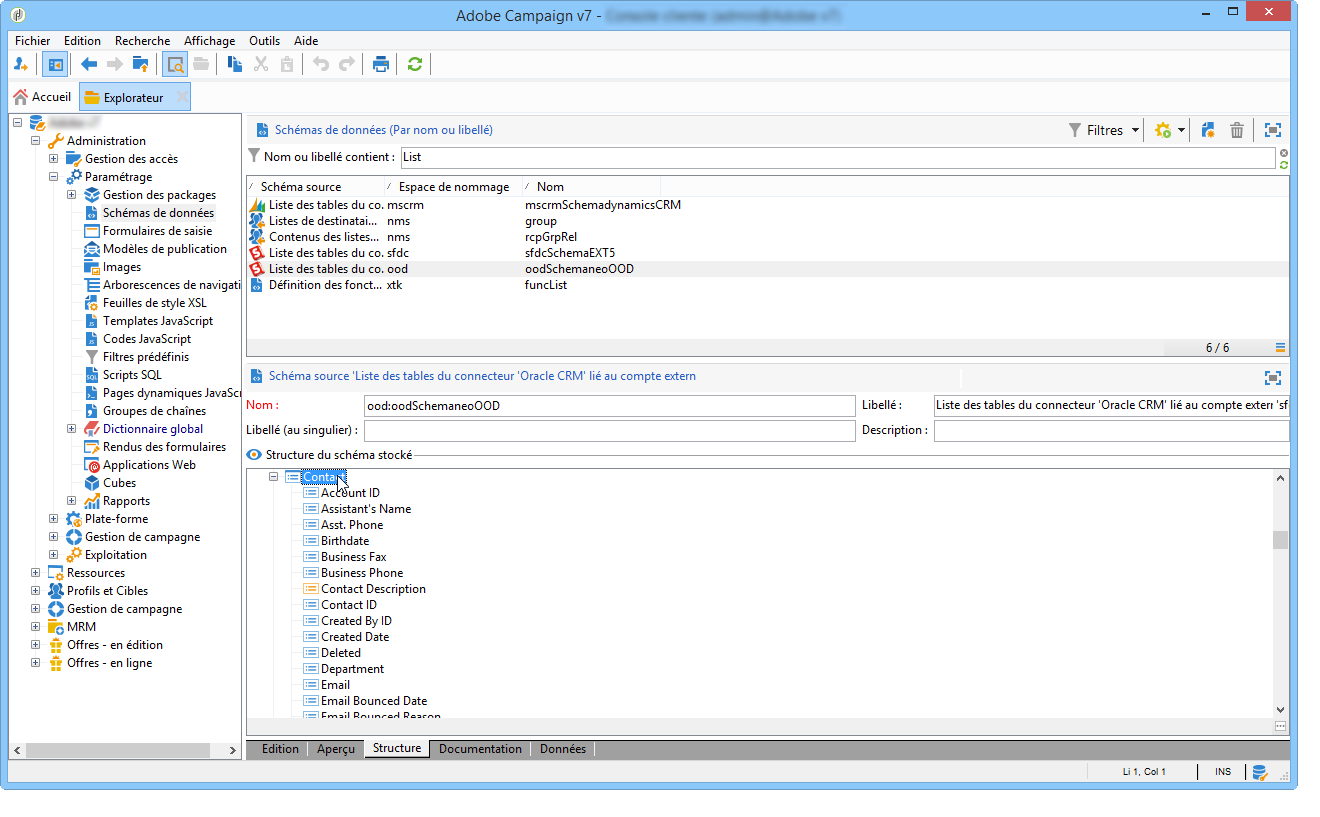 Adobe Campaign v7 -
Fichier Edition Recherche Affichage Outils Aide
Accueil Explorateur
Administration
Gestion des accès
Paramétrage
Gestion des packages
Schémas de données
Formulaires de saisie
Modèles de publication
Images
Arborescences de navigati
Feuilles de style XSL
Templates JavaScript
Codes JavaScript
Filtres prédéfinis
Scripts SQL
Pages dynamiques JavaScr
Groupes de chaînes
Dictionnaire global
Rendus des formulaires
Applications Web
Cubes
Rapports
Plate-forme
Gestion de campagne
Exploitation
Ressources
Profils et Cibles
Gestion de campagne
MRM
Offres - en édition
Offres - en ligne
Schémas de données (Par nom ou libellé)
Filtres
Nom ou libellé contient : List
Schéma source Espace de nommage Nom
Liste des tables du co. mscrm mscrmSchemadynamicsCRM
Listes de destinatai... nms group
Contenus des listes... nms rcpGrpRel
Liste des tables du co. sfdc sfdcSchemaEXT5
Liste des tables du co. ood oodSchemaneoOOD
Définition des fonct... xtk funcList
6 / 6
Schéma source 'Liste des tables du connecteur 'Oracle CRM' lié au compte extern
Nom : ood:oodSchemaneoOOD Libellé : Liste des tables du connecteur 'Oracle CRM' lié au compte extern 'sf
Libellé (au singulier) : Description :
Structure du schéma stocké
Contact
Account ID
Assistant's Name
Asst. Phone
Birthdate
Business Fax
Business Phone
Contact Description
Contact ID
Created By ID
Created Date
Deleted
Department
Email
Email Bounced Date
Email Bounced Reason
Edition Aperçu Structure Documentation Données
Li 1, Col 1 INS